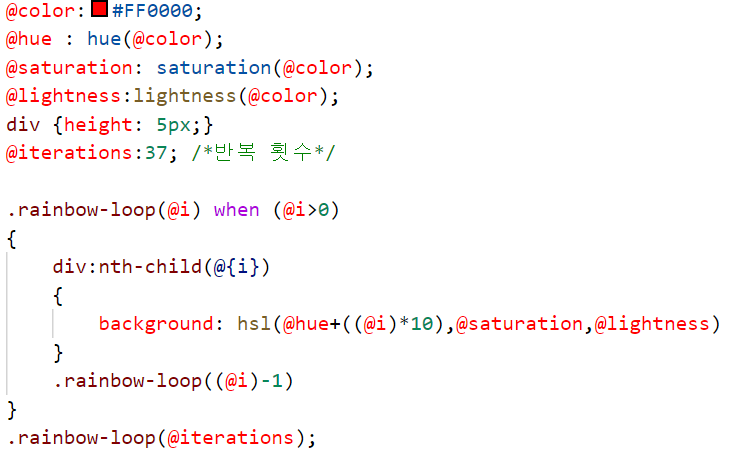 @color:#FF0000;
@hue : hue(@color);
@saturation: saturation(@color);
@lightness:lightness(@color);
div {height: 5px;}
@iterations:37; /*반복 횟수*/
.rainbow-loop(@i) when (@i>0)
{
div:nth-child(@{i})
{
background: hsl(@hue+((@i)*10),@saturation,@lightness)
}
.rainbow-loop((@i)-1)
}
.rainbow-loop(@iterations);